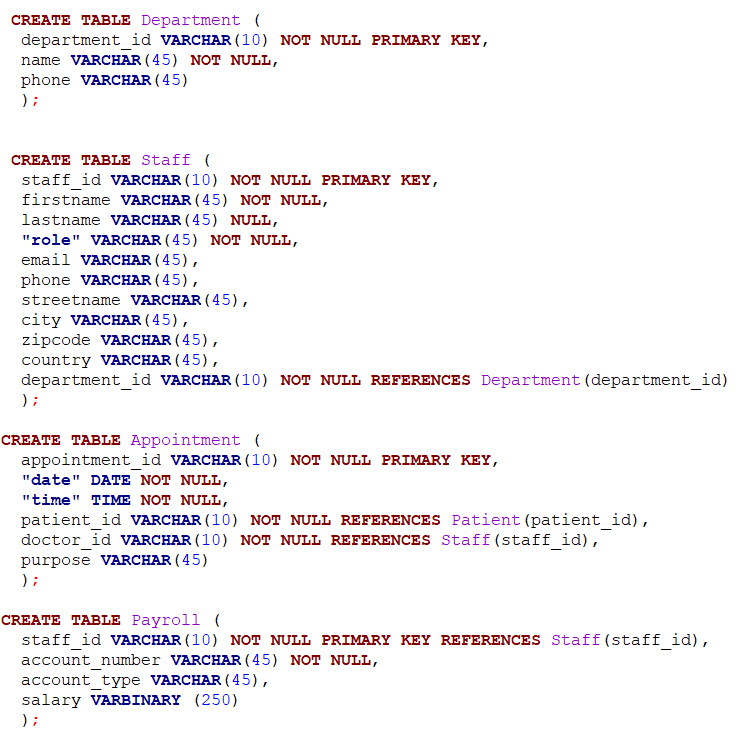 CREATE TABLE Department (
department_id VARCHAR(10) NOT NULL PRIMARY KEY,
name VARCHAR(45) NOT NULL,
phone VARCHAR(45)
);
CREATE TABLE Staff (
staff_id VARCHAR(10) NOT NULL PRIMARY KEY,
firstname VARCHAR(45) NOT NULL,
lastname VARCHAR(45) NULL,
"role" VARCHAR(45) NOT NULL,
email VARCHAR(45),
phone VARCHAR(45),
streetname VARCHAR(45),
city VARCHAR(45),
zipcode VARCHAR(45),
country VARCHAR(45),
department_id VARCHAR(10) NOT NULL REFERENCES Department(department_id)
);
CREATE TABLE Appointment (
appointment_id VARCHAR(10) NOT NULL PRIMARY KEY,
"date" DATE NOT NULL,
"time" TIME NOT NULL,
patient_id VARCHAR(10) NOT NULL REFERENCES Patient(patient_id),
doctor_id VARCHAR(10) NOT NULL REFERENCES Staff(staff_id),
purpose VARCHAR(45)
);
CREATE TABLE Payroll (
staff_id VARCHAR(10) NOT NULL PRIMARY KEY REFERENCES Staff(staff_id),
account_number VARCHAR(45) NOT NULL,
account_type VARCHAR(45),
salary VARBINARY (250)
);